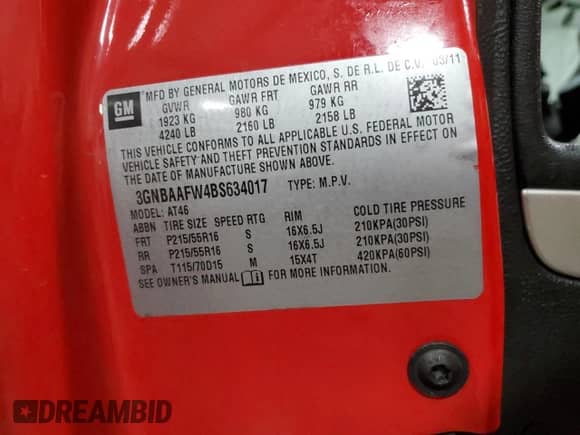 GM
MFD BY GENERAL MOTORS DE MEXICO, S. DE R.L. DE C.V. 03/11
GVWR GAWR FRT GAWR RR
1923 KG 980 KG 979 KG
4240 LB 2160 LB 2158 LB
THIS VEHICLE CONFORMS TO ALL APPLICABLE U.S. FEDERAL MOTOR
VEHICLE SAFETY AND THEFT PREVENTION STANDARDS IN EFFECT ON
THE DATE OF MANUFACTURE SHOWN ABOVE.
3GNBAAFW4BS634017 TYPE: M.P.V.
MODEL: AT46
ABBN TIRE SIZE SPEED RTG RIM COLD TIRE PRESSURE
FRT P215/55R16 S 16X6.5J 210KPA(30PSI)
RR P215/55R16 S 16X6.5J 210KPA(30PSI)
SPA T115/70D15 M 15X4T 420KPA(60PSI)
SEE OWNER'S MANUAL FOR MORE INFORMATION.
DREAMBID